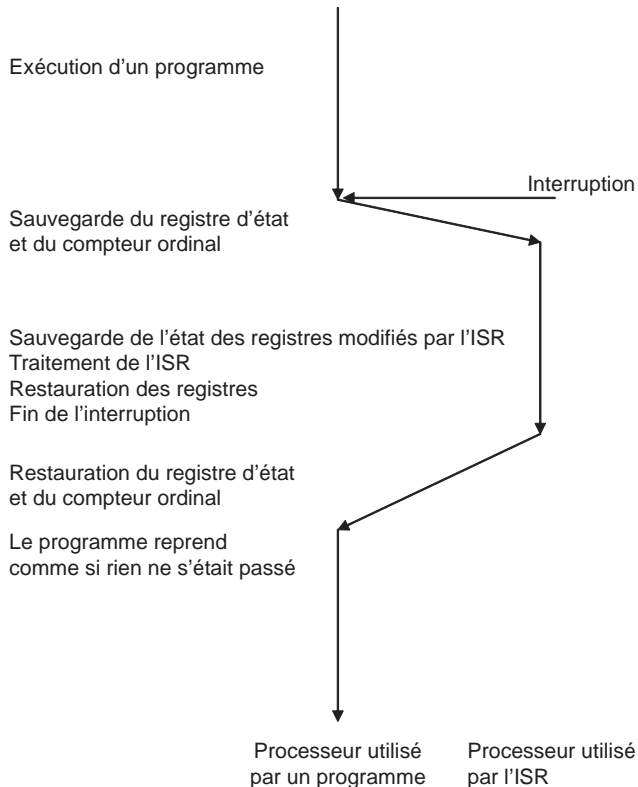 Exécution d'un programme
Interruption
Sauvegarde du registre d'état
et du compteur ordinal
Sauvegarde de l'état des registres modifiés par l'ISR
Traitement de l'ISR
Restauration des registres
Fin de l'interruption
Restauration du registre d'état
et du compteur ordinal
Le programme reprend
comme si rien ne s'était passé
Processeur utilisé
par un programme
Processeur utilisé
par l'ISR